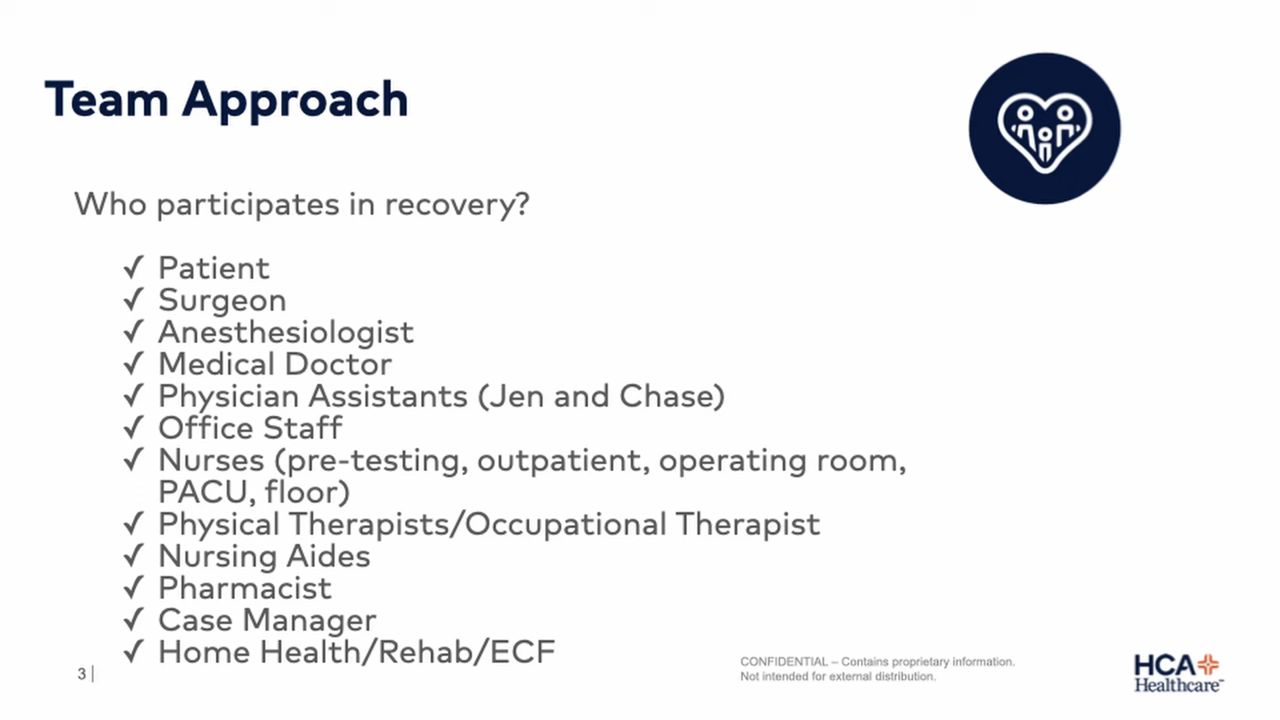 Team Approach
Who participates in recovery?
✓ Patient
✓ Surgeon
✓ Anesthesiologist
✓ Medical Doctor
✓ Physician Assistants (Jen and Chase)
✓ Office Staff
✓ Nurses (pre-testing, outpatient, operating room,
PACU, floor)
✓ Physical Therapists/Occupational Therapist
✓ Nursing Aides
✓ Pharmacist
✓ Case Manager
✓ Home Health/Rehab/ECF
3 |
CONFIDENTIAL – Contains proprietary information.
Not intended for external distribution.
HCA
Healthcare™